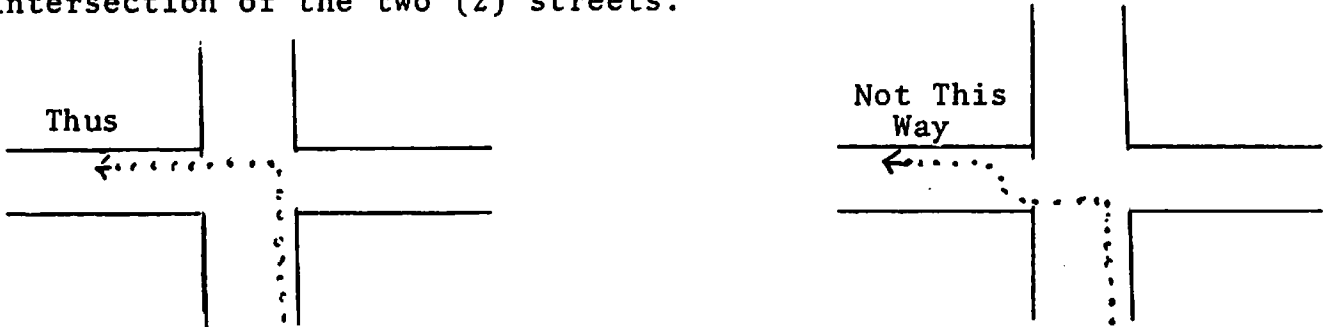 intersection of the two (2) streets.
Thus
Not This
Way